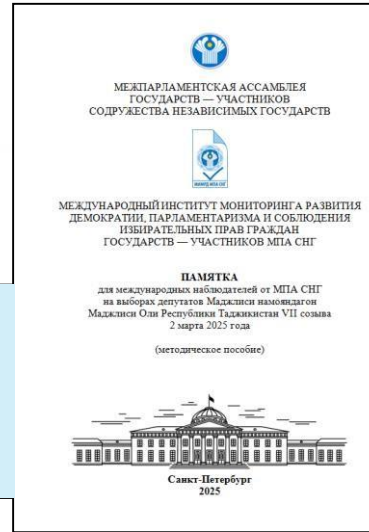 МЕЖПАРЛАМЕНТСКАЯ АССАМБЛЕЯ
ГОСУДАРСТВ — УЧАСТНИКОВ
СОДРУЖЕСТВА НЕЗАВИСИМЫХ ГОСУДАРСТВ
МЕЖДУНАРОДНЫЙ ИНСТИТУТ МОНИТОРИНГА РАЗВИТИЯ
ДЕМОКРАТИИ, ПАРЛАМЕНТАРИЗМА И СОБЛЮДЕНИЯ
ИЗБИРАТЕЛЬНЫХ ПРАВ ГРАЖДАН
ГОСУДАРСТВ — УЧАСТНИКОВ МПА СНГ
ПАМЯТКА
для международных наблюдателей от МПА СНГ
на выборах депутатов Маджлиси намояндагон
Маджлиси Оли Республики Таджикистан VII созыва
2 марта 2025 года
(методическое пособие)
Санкт-Петербург
2025